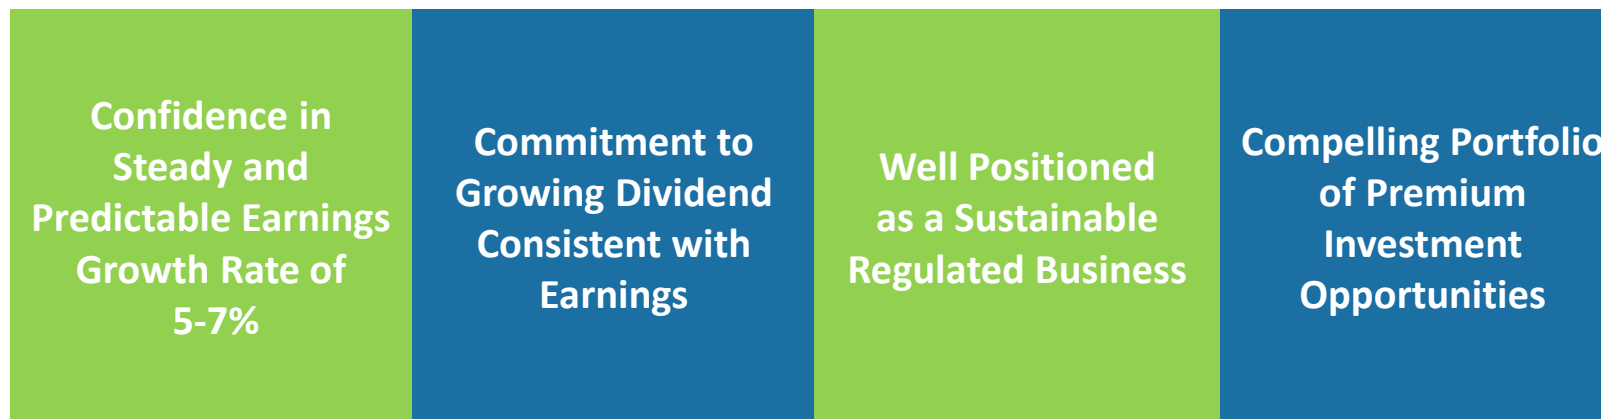 Confidence in
Steady and
Predictable Earnings
Growth Rate of
5-7%
Commitment to
Growing Dividend
Consistent with
Earnings
Well Positioned
as a Sustainable
Regulated Business
Compelling Portfolio
of Premium
Investment
Opportunities